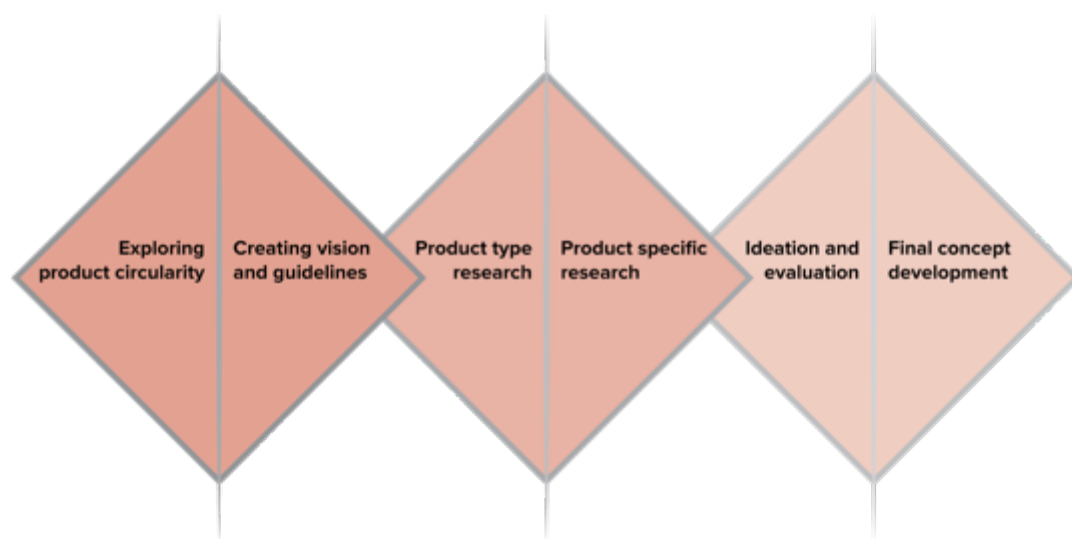 Exploring
product circularity
Creating vision
and guidelines
Product type
research
Product specific
research
Ideation and
evaluation
Final concept
development